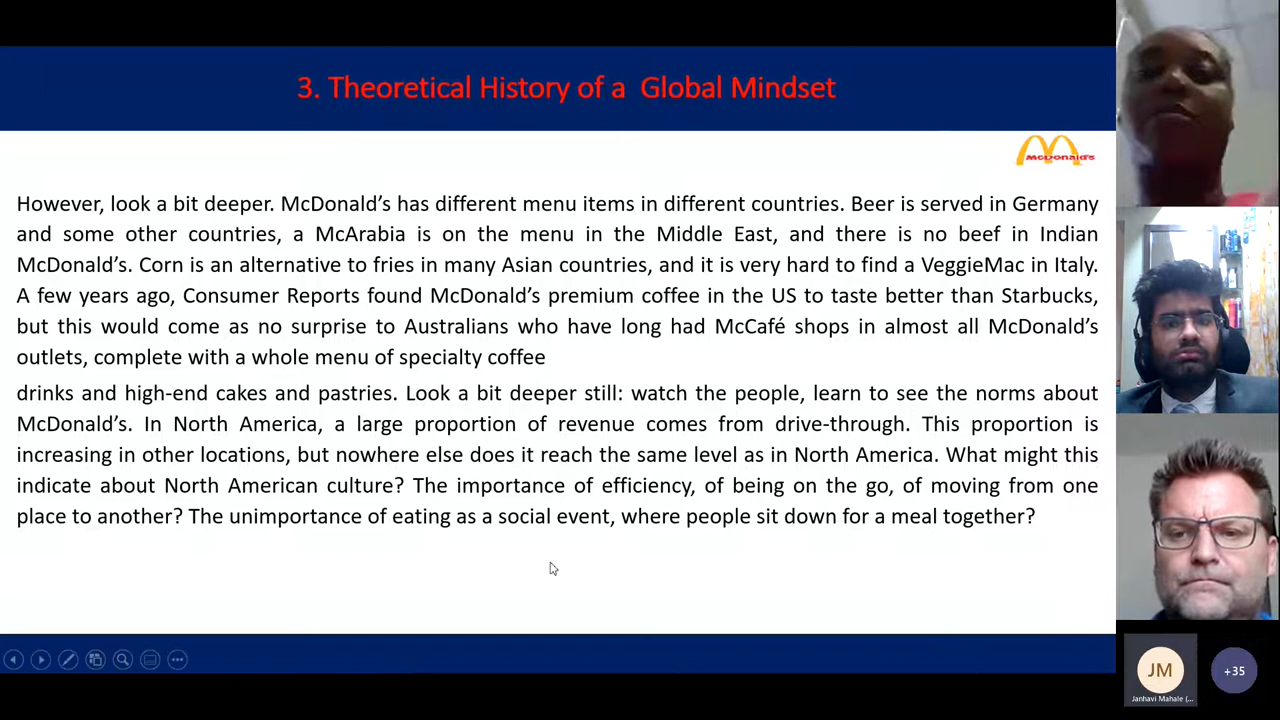 3. Theoretical History of a Global Mindset
McDonald's
However, look a bit deeper. McDonald's has different menu items in different countries. Beer is served in Germany
and some other countries, a McArabia is on the menu in the Middle East, and there is no beef in Indian
McDonald's. Corn is an alternative to fries in many Asian countries, and it is very hard to find a VeggieMac in Italy.
A few years ago, Consumer Reports found McDonald's premium coffee in the US to taste better than Starbucks,
but this would come as no surprise to Australians who have long had McCafé shops in almost all McDonald's
outlets, complete with a whole menu of specialty coffee
drinks and high-end cakes and pastries. Look a bit deeper still: watch the people, learn to see the norms about
McDonald's. In North America, a large proportion of revenue comes from drive-through. This proportion is
increasing in other locations, but nowhere else does it reach the same level as in North America. What might this
indicate about North American culture? The importance of efficiency, of being on the go, of moving from one
place to another? The unimportance of eating as a social event, where people sit down for a meal together?
JM
Janhavi Mahale (...
+35